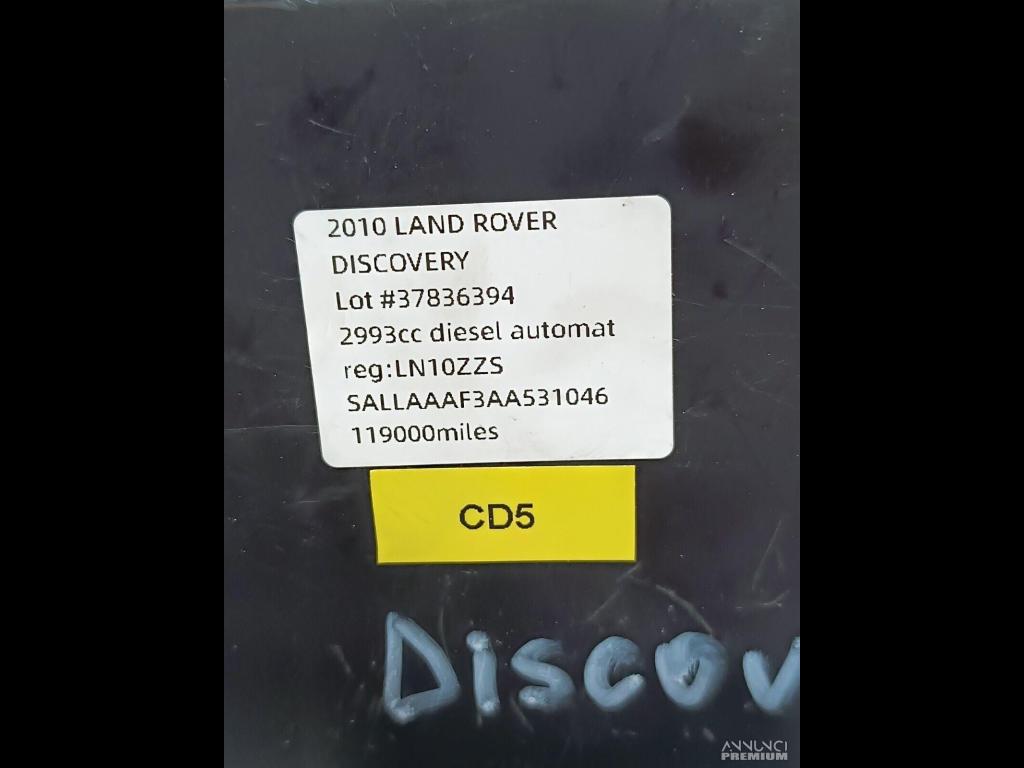 2010 LAND ROVER
DISCOVERY
Lot #37836394
2993cc diesel automat
reg:LN10ZZS
SALLAAAF3AA531046
119000miles
CD5
Discov
ANNUNCI
PREMIUM